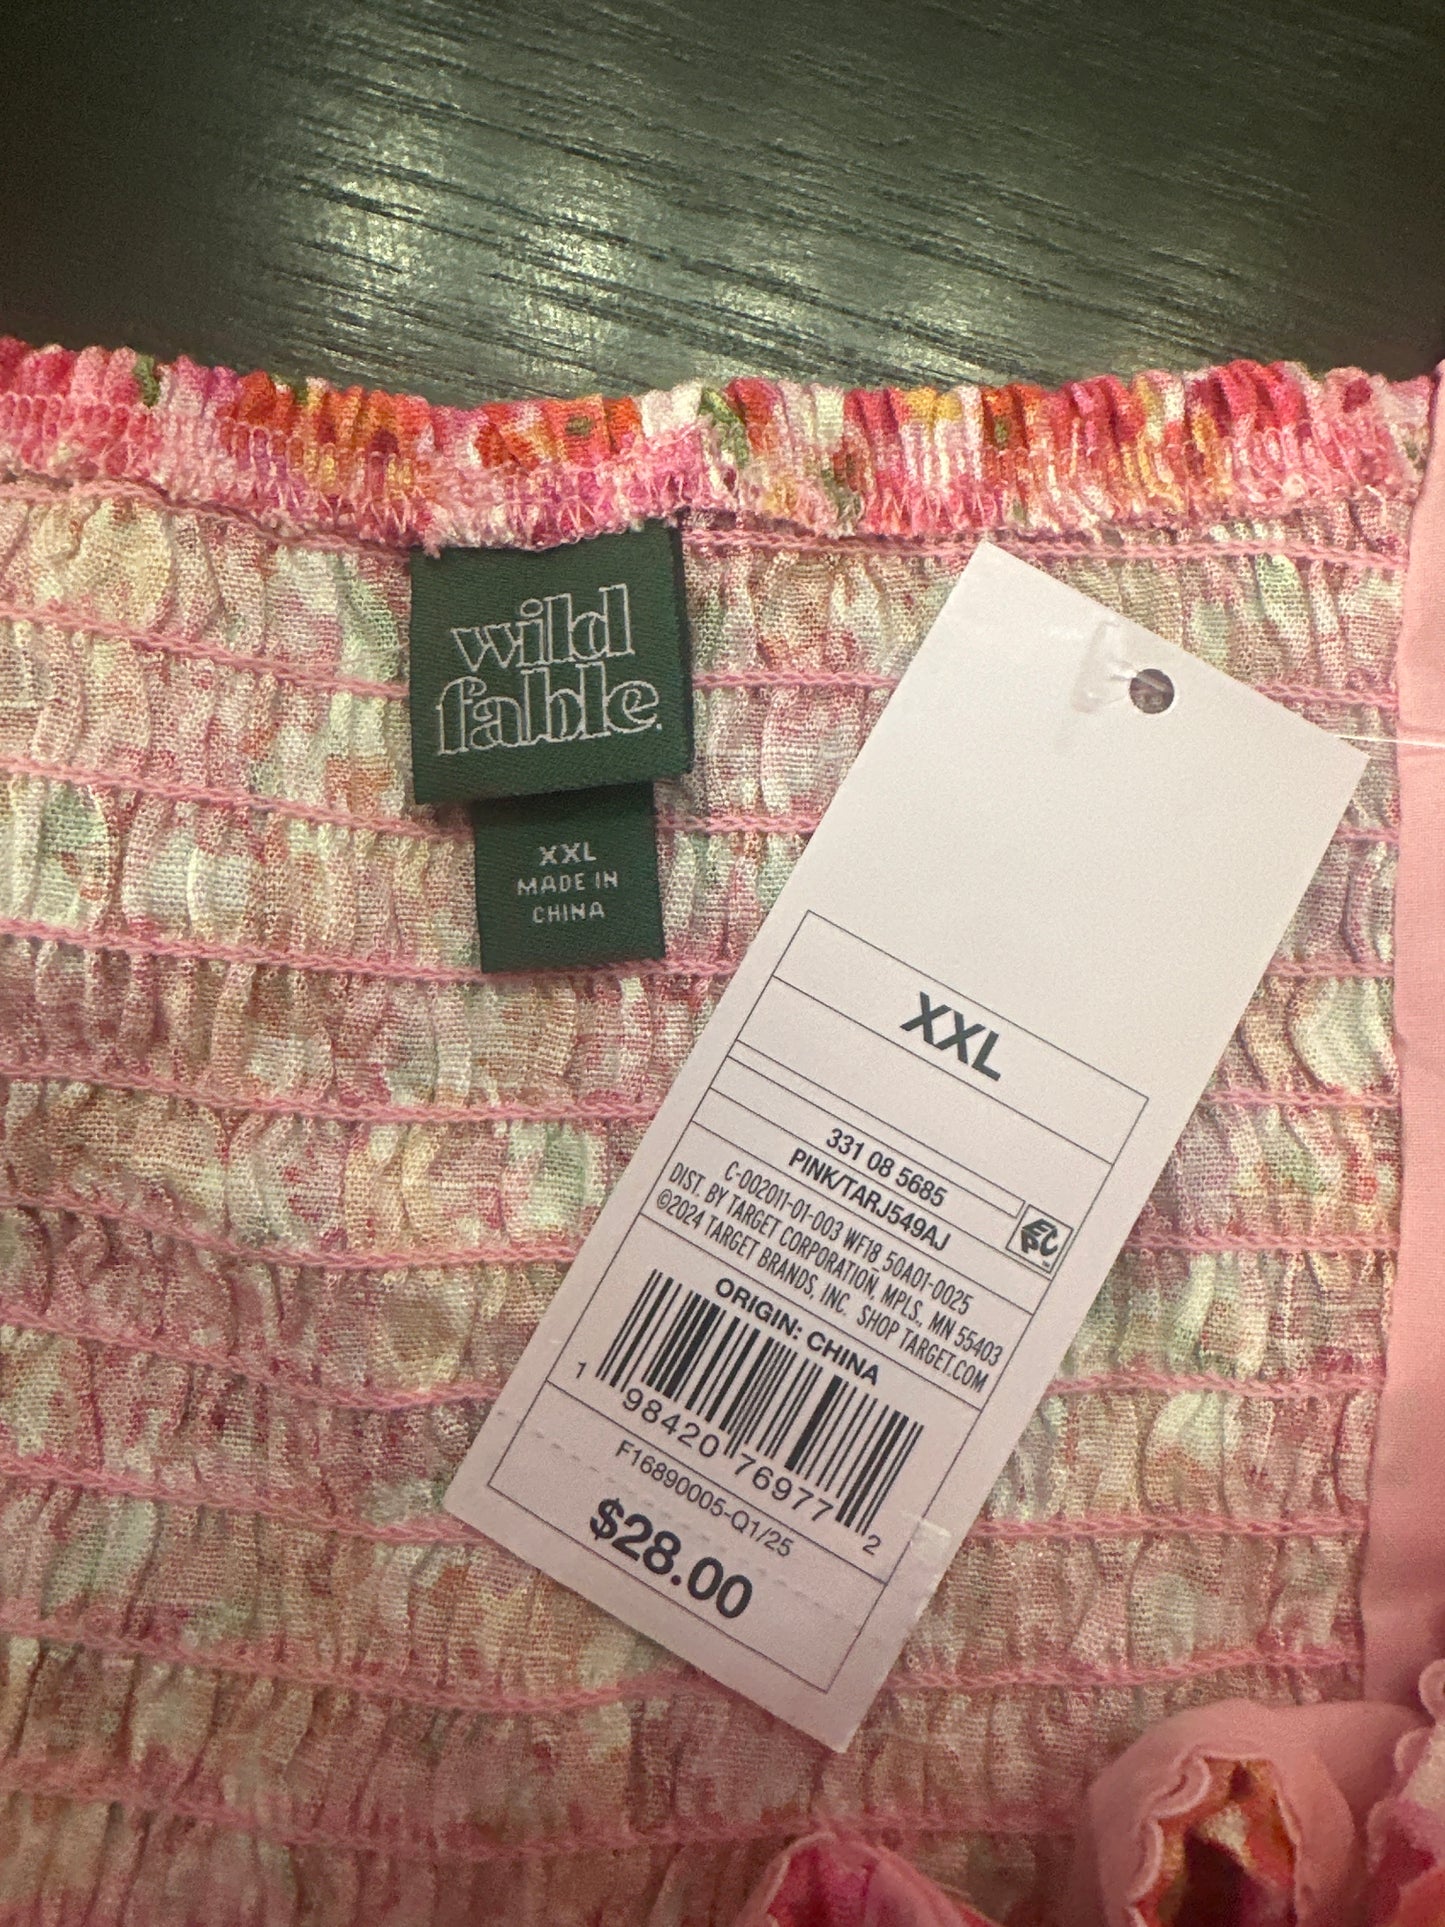 wild
fable.
XXL
MADE IN
CHINA
XXL
331 08 5685
PINK/TARJ549AJ
C-002011-01-003 WF18_50A01-0025
DIST. BY TARGET CORPORATION, MPLS., MN 55403
©2024 TARGET BRANDS, INC. SHOP TARGET.COM
EPC
ORIGIN: CHINA
1 98420 76977 2
F16890005-Q1/25
$28.00